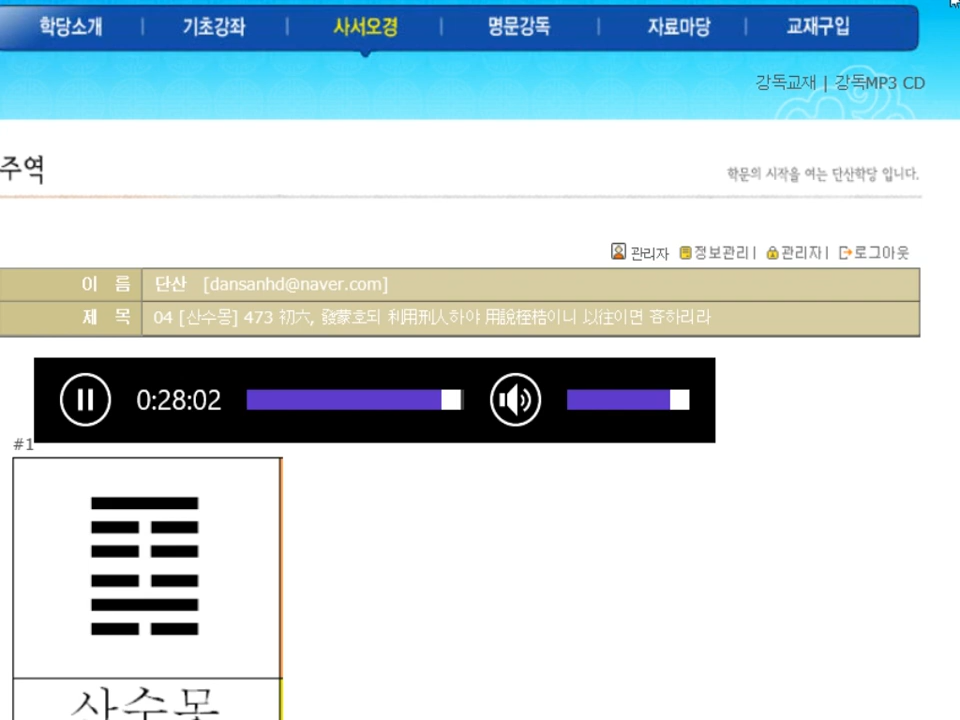 학당소개 | 기초강좌 | 사서오경 | 명문강독 | 자료마당 | 교재구입
강독교재 | 강독MP3 CD
주역
학문의 시작을 여는 단산학당 입니다.
관리자 정보관리 | 관리자 | 로그아웃
이 름 단산 [dansanhd@naver.com]
제 목 04 [산수몽] 473 初六, 發蒙호되 利用刑人하야 用說桎梏이니 以往이면 吝하리라
0:28:02
#1
산수몽